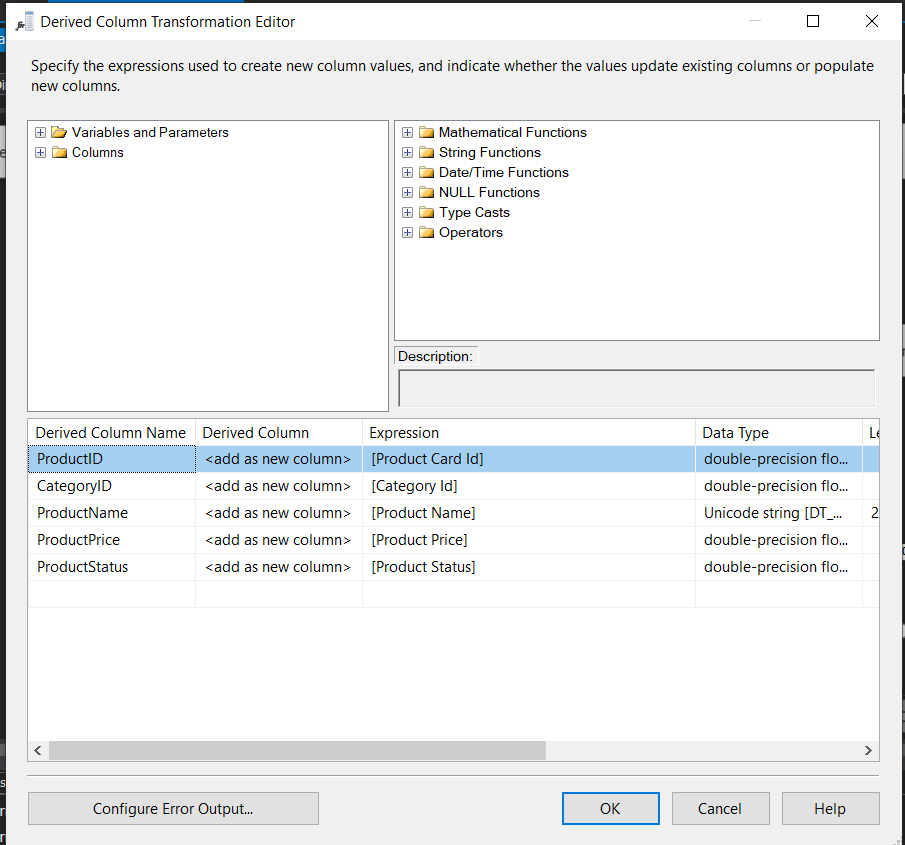 Derived Column Transformation Editor
Specify the expressions used to create new column values, and indicate whether the values update existing columns or populate
new columns.
Variables and Parameters
Columns
Mathematical Functions
String Functions
Date/Time Functions
NULL Functions
Type Casts
Operators
Description:
Derived Column Name Derived Column Expression Data Type Le
ProductID <add as new column> [Product Card Id] double-precision flo...
CategoryID <add as new column> [Category Id] double-precision flo...
ProductName <add as new column> [Product Name] Unicode string [DT_... 2
ProductPrice <add as new column> [Product Price] double-precision flo...
ProductStatus <add as new column> [Product Status] double-precision flo...
Configure Error Output... OK Cancel Help